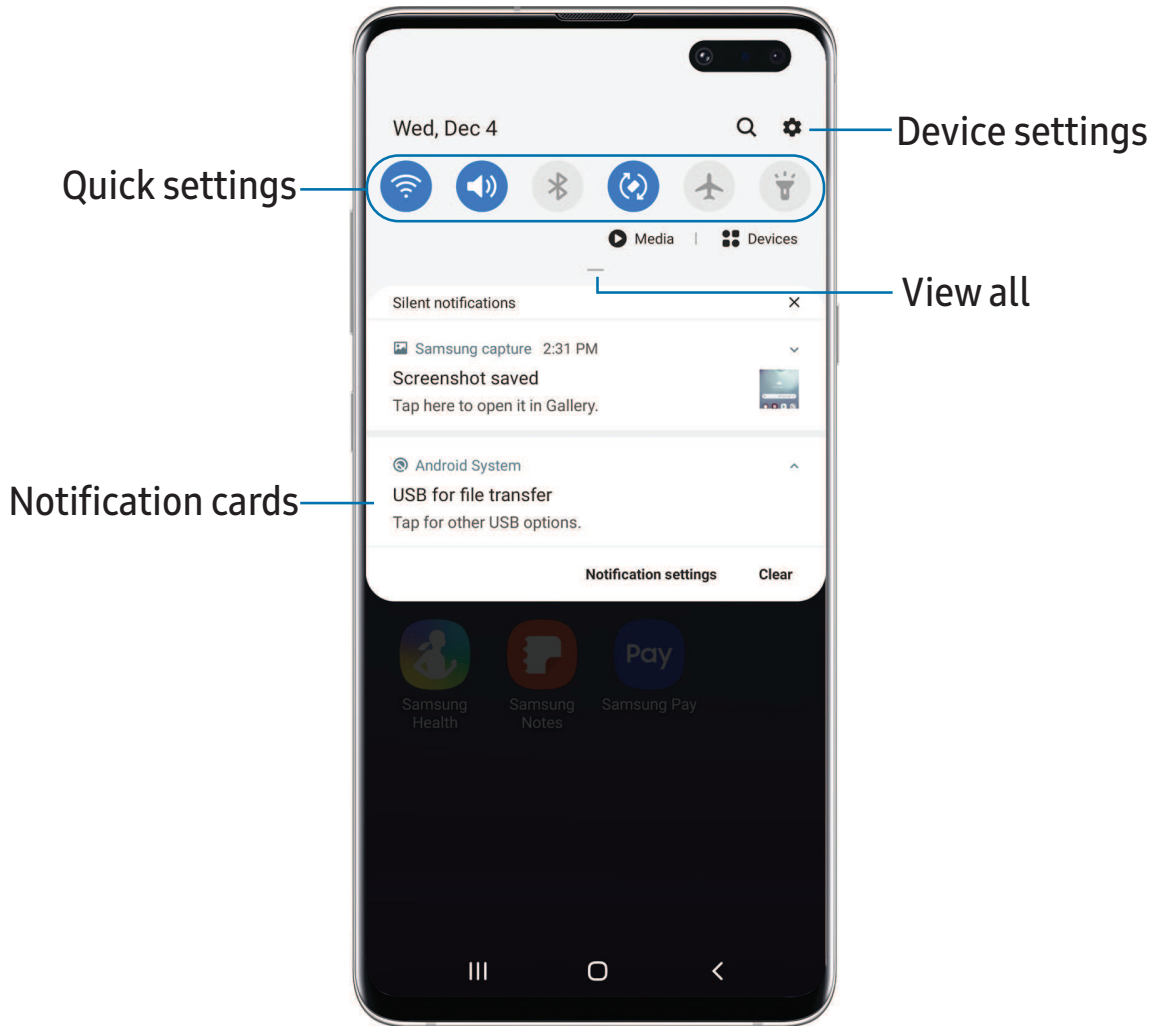 Wed, Dec 4
Device settings
Quick settings
Media | Devices
View all
Silent notifications
Samsung capture 2:31 PM
Screenshot saved
Tap here to open it in Gallery.
Android System
Notification cards
USB for file transfer
Tap for other USB options.
Notification settings Clear
Pay
Samsung Health
Samsung Notes
Samsung Pay